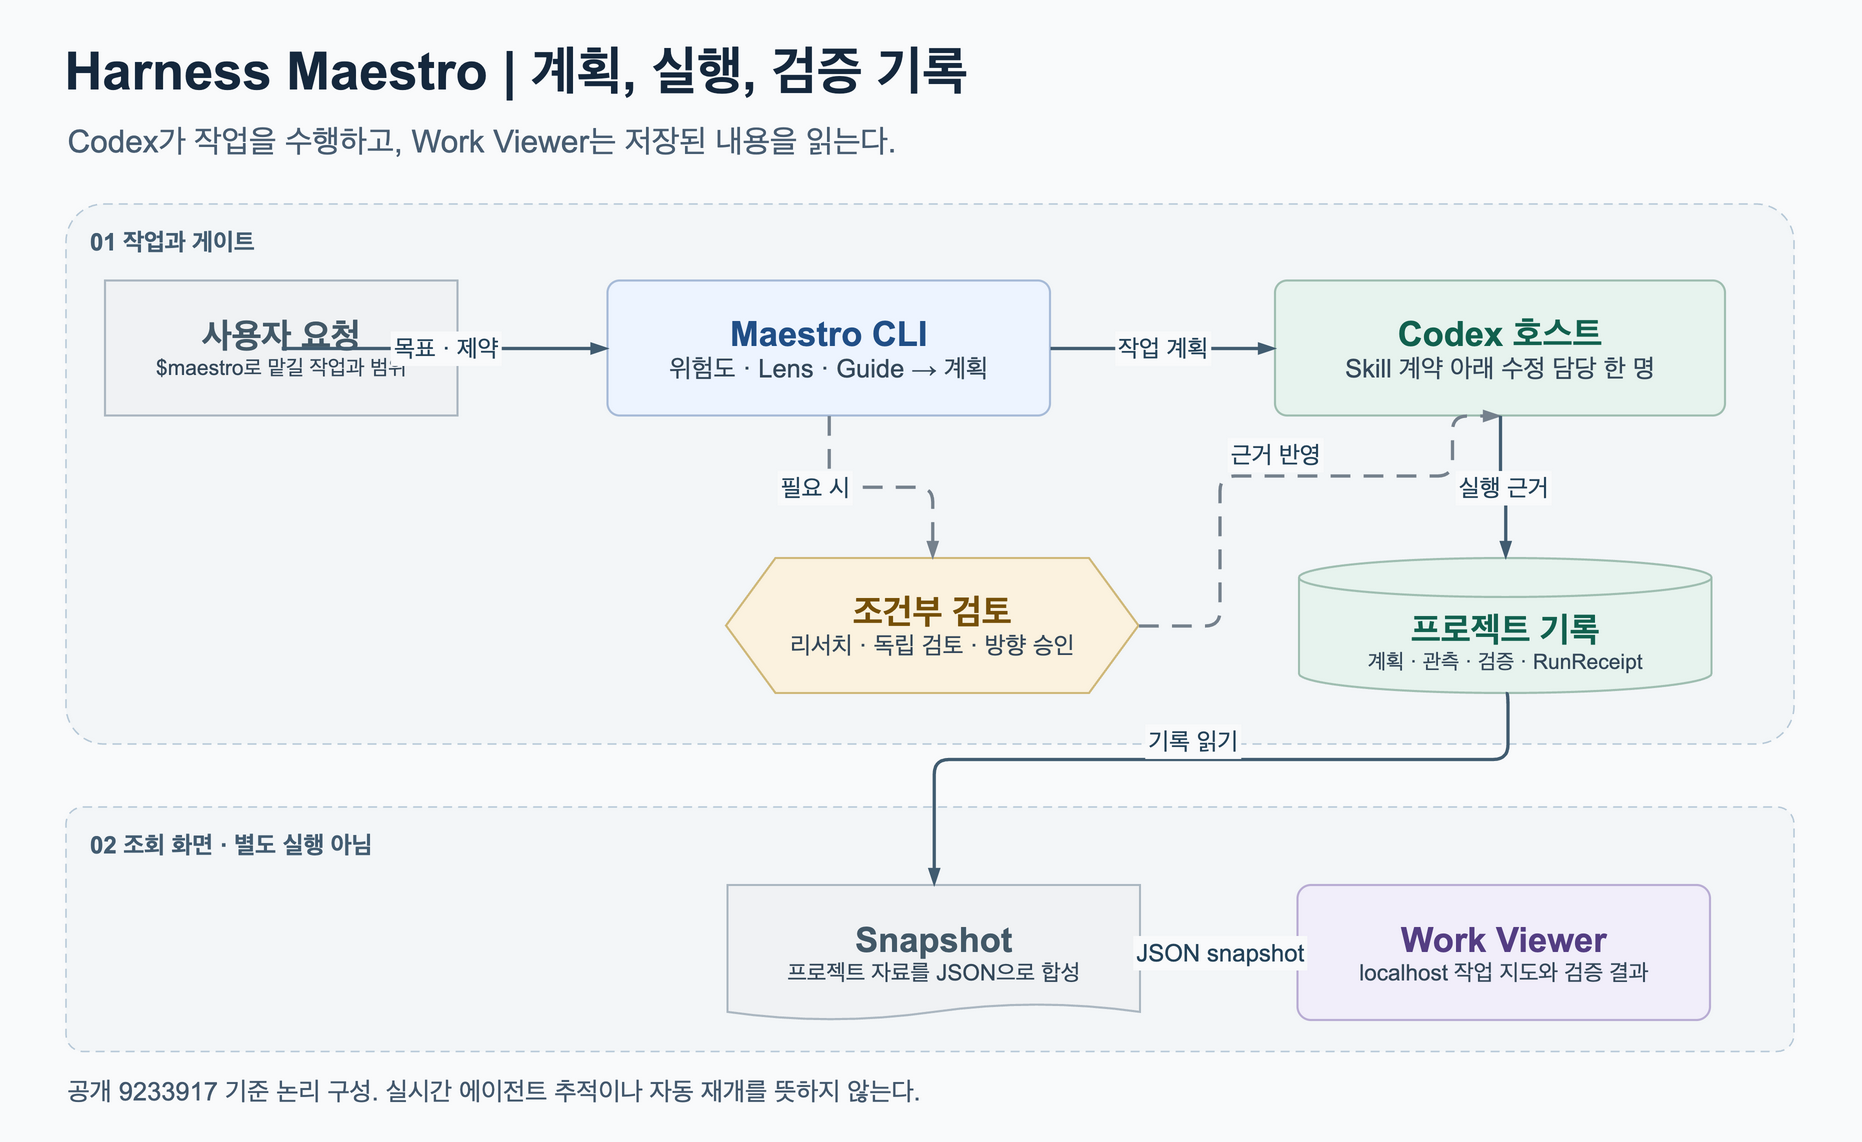 Harness Maestro | 계획, 실행, 검증 기록
Codex가 작업을 수행하고, Work Viewer는 저장된 내용을 읽는다.
01 작업과 게이트
사용자 요청
$maestro로 맡길 작업과 범위
목표 · 제약
Maestro CLI
위험도 · Lens · Guide → 계획
작업 계획
Codex 호스트
Skill 계약 아래 수정 담당 한 명
필요 시
근거 반영
실행 근거
조건부 검토
리서치 · 독립 검토 · 방향 승인
프로젝트 기록
계획 · 관측 · 검증 · RunReceipt
기록 읽기
02 조회 화면 · 별도 실행 아님
Snapshot
프로젝트 자료를 JSON으로 합성
JSON snapshot
Work Viewer
localhost 작업 지도와 검증 결과
공개 9233917 기준 논리 구성. 실시간 에이전트 추적이나 자동 재개를 뜻하지 않는다.